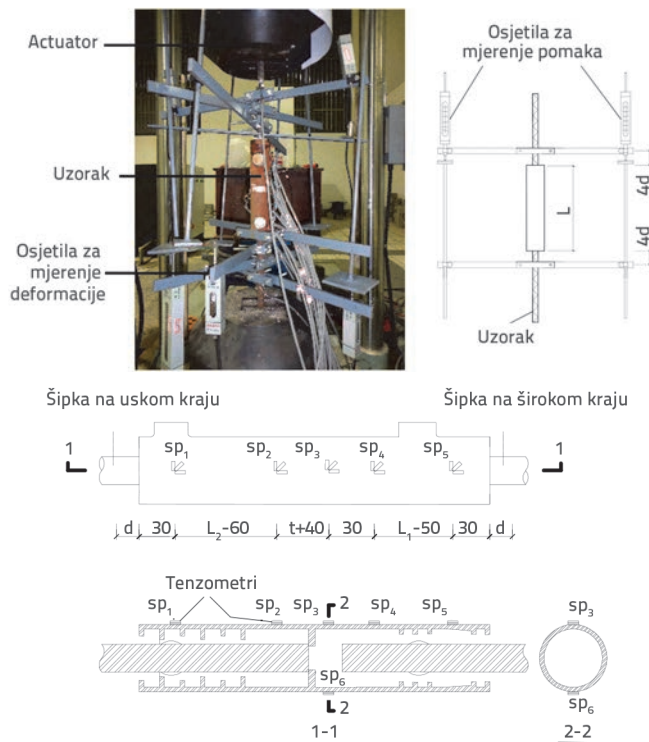 Actuator
Uzorak
Osjetila za
mjerenje
deformacije
Osjetila za
mjerenje pomaka
4d
L
4d
Uzorak
Šipka na uskom kraju
Šipka na širokom kraju
1
sp₁
sp₂
sp₃
sp₄
sp₅
1
d
30
L₂-60
t+40
30
L₁-50
30
d
Tenzometri
sp₁
sp₂
sp₃
2
sp₄
sp₅
sp₃
sp₆
2
sp₆
1-1
2-2